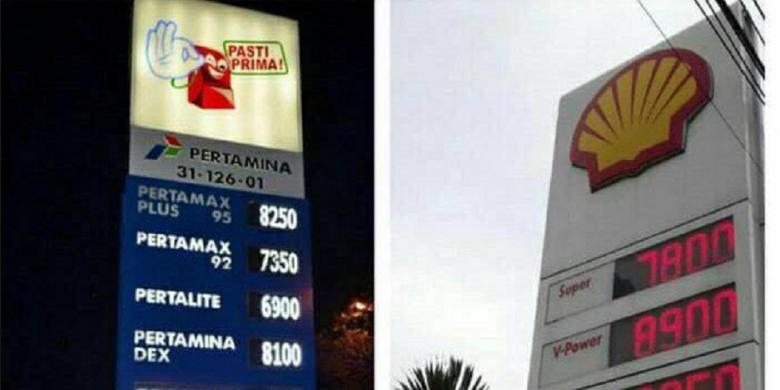 PASTI
PRIMA!
PERTAMINA
31·126·01
PERTAMAX
PLUS 95 8250
PERTAMAX
92 7350
PERTALITE 6900
PERTAMINA
DEX 8100
Super 7800
V-Power 8900